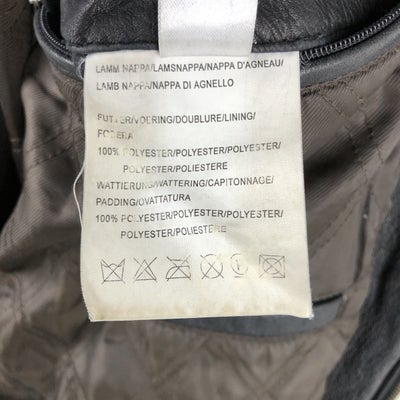 LAMM NAPPA/LAMSNAPPA/NAPPA D'AGNEAU/
LAMB NAPPA/NAPPA DI AGNELLO
FUTTER/VOERING/DOUBLURE/LINING/
FODERA
100% POLYESTER/POLYESTER/POLYESTER/
POLYESTER/POLIESTERE
WATTIERUNG/WATTERING/CAPITONNAGE/
PADDING/OVATTATURA
100% POLYESTER/POLYESTER/POLYESTER/
POLYESTER/POLIESTERE